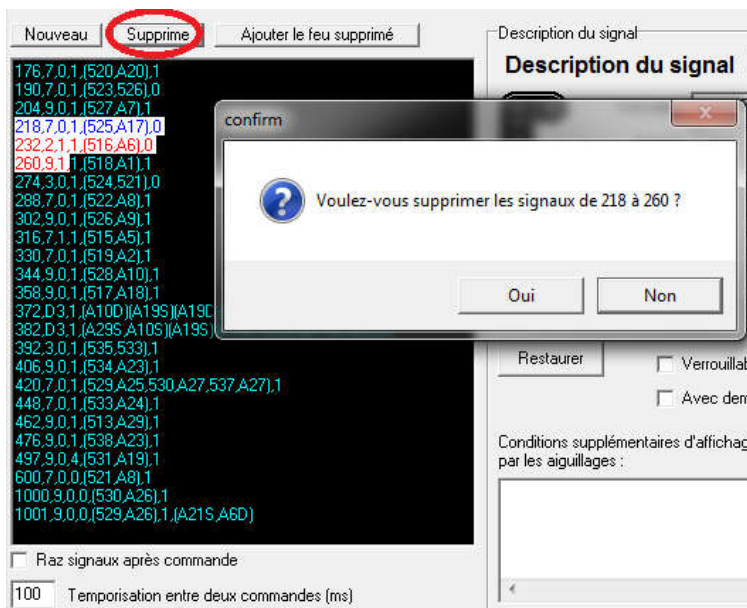 Nouveau Supprime Ajouter le feu supprimé
176,7,0,1,(520,A20),1
190,7,0,1,(523,526),0
204,9,0,1,(527,A7),1
218,7,0,1,(525,A17),0
232,2,1,1,(516,A6),0
260,9,1,1,(518,A1),1
274,3,0,1,(524,521),0
288,7,0,1,(522,A8),1
302,9,0,1,(526,A9),1
316,7,1,1,(515,A5),1
330,7,0,1,(519,A2),1
344,9,0,1,(528,A10),1
358,9,0,1,(517,A18),1
372,D3,1,(A10D)(A19S)(A19D
382,D3,1,(A29S,A10S)(A19S)
392,3,0,1,(535,533),1
406,9,0,1,(534,A23),1
420,7,0,1,(529,A25,530,A27,537,A27),1
448,7,0,1,(533,A24),1
462,9,0,1,(513,A29),1
476,9,0,1,(538,A23),1
497,9,0,4,(531,A19),1
600,7,0,0,(521,A8),1
1000,9,0,0,(530,A26),1
1001,9,0,0,(529,A26),1,(A21S,A6D)
Raz signaux après commande
100 Temporisation entre deux commandes (ms)
Description du signal
Description du signal
confirm
Voulez-vous supprimer les signaux de 218 à 260 ?
Oui Non
Restaurer Verrouillab
Avec dem
Conditions supplémentaires d'affichag
par les aiguillages :